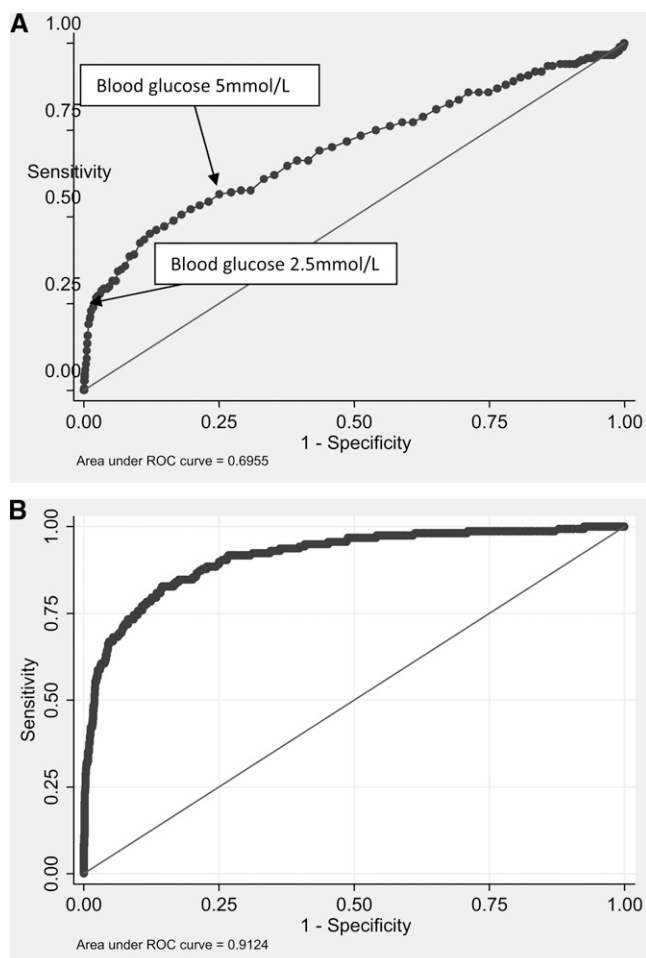 A
1.00
Blood glucose 5mmol/L
0.75
Sensitivity
0.50
Blood glucose 2.5mmol/L
0.25
0.00
0.00 0.25 0.50 0.75 1.00
1 - Specificity
Area under ROC curve = 0.6955
B
1.00
0.75
Sensitivity
0.50
0.25
0.00
0.00 0.25 0.50 0.75 1.00
1 - Specificity
Area under ROC curve = 0.9124